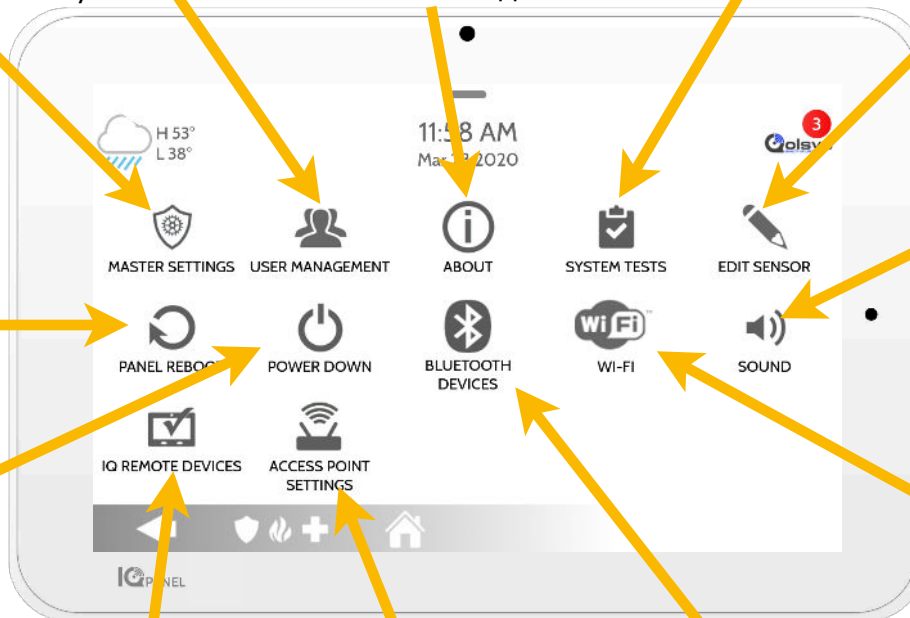 H 53°
L 38°
11:58 AM
2020
3
MASTER SETTINGS
USER MANAGEMENT
ABOUT
SYSTEM TESTS
EDIT SENSOR
PANEL
POWER DOWN
BLUETOOTH
DEVICES
WiFi
WI-FI
SOUND
IQ REMOTE DEVICES
ACCESS POINT
SETTINGS
IQ